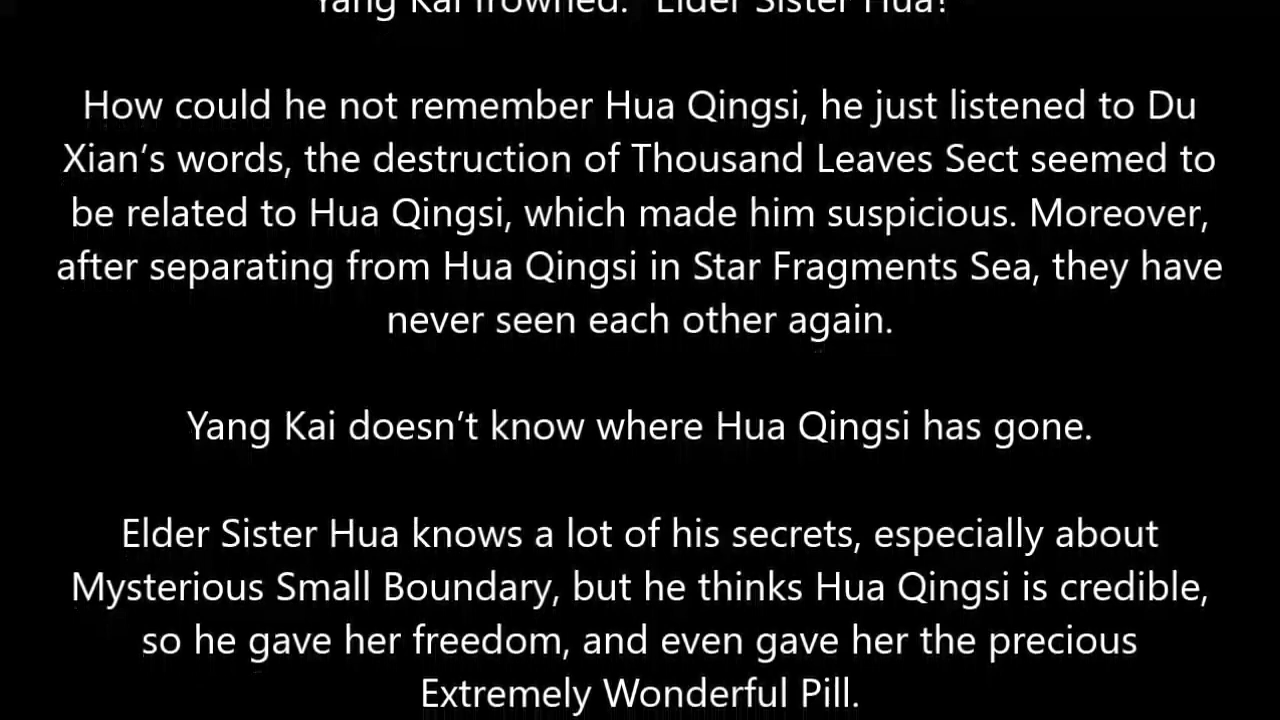 Yang Kai frowned. "Elder Sister Hua?
How could he not remember Hua Qingsi, he just listened to Du
Xian’s words, the destruction of Thousand Leaves Sect seemed to
be related to Hua Qingsi, which made him suspicious. Moreover,
after separating from Hua Qingsi in Star Fragments Sea, they have
never seen each other again.
Yang Kai doesn’t know where Hua Qingsi has gone.
Elder Sister Hua knows a lot of his secrets, especially about
Mysterious Small Boundary, but he thinks Hua Qingsi is credible,
so he gave her freedom, and even gave her the precious
Extremely Wonderful Pill.